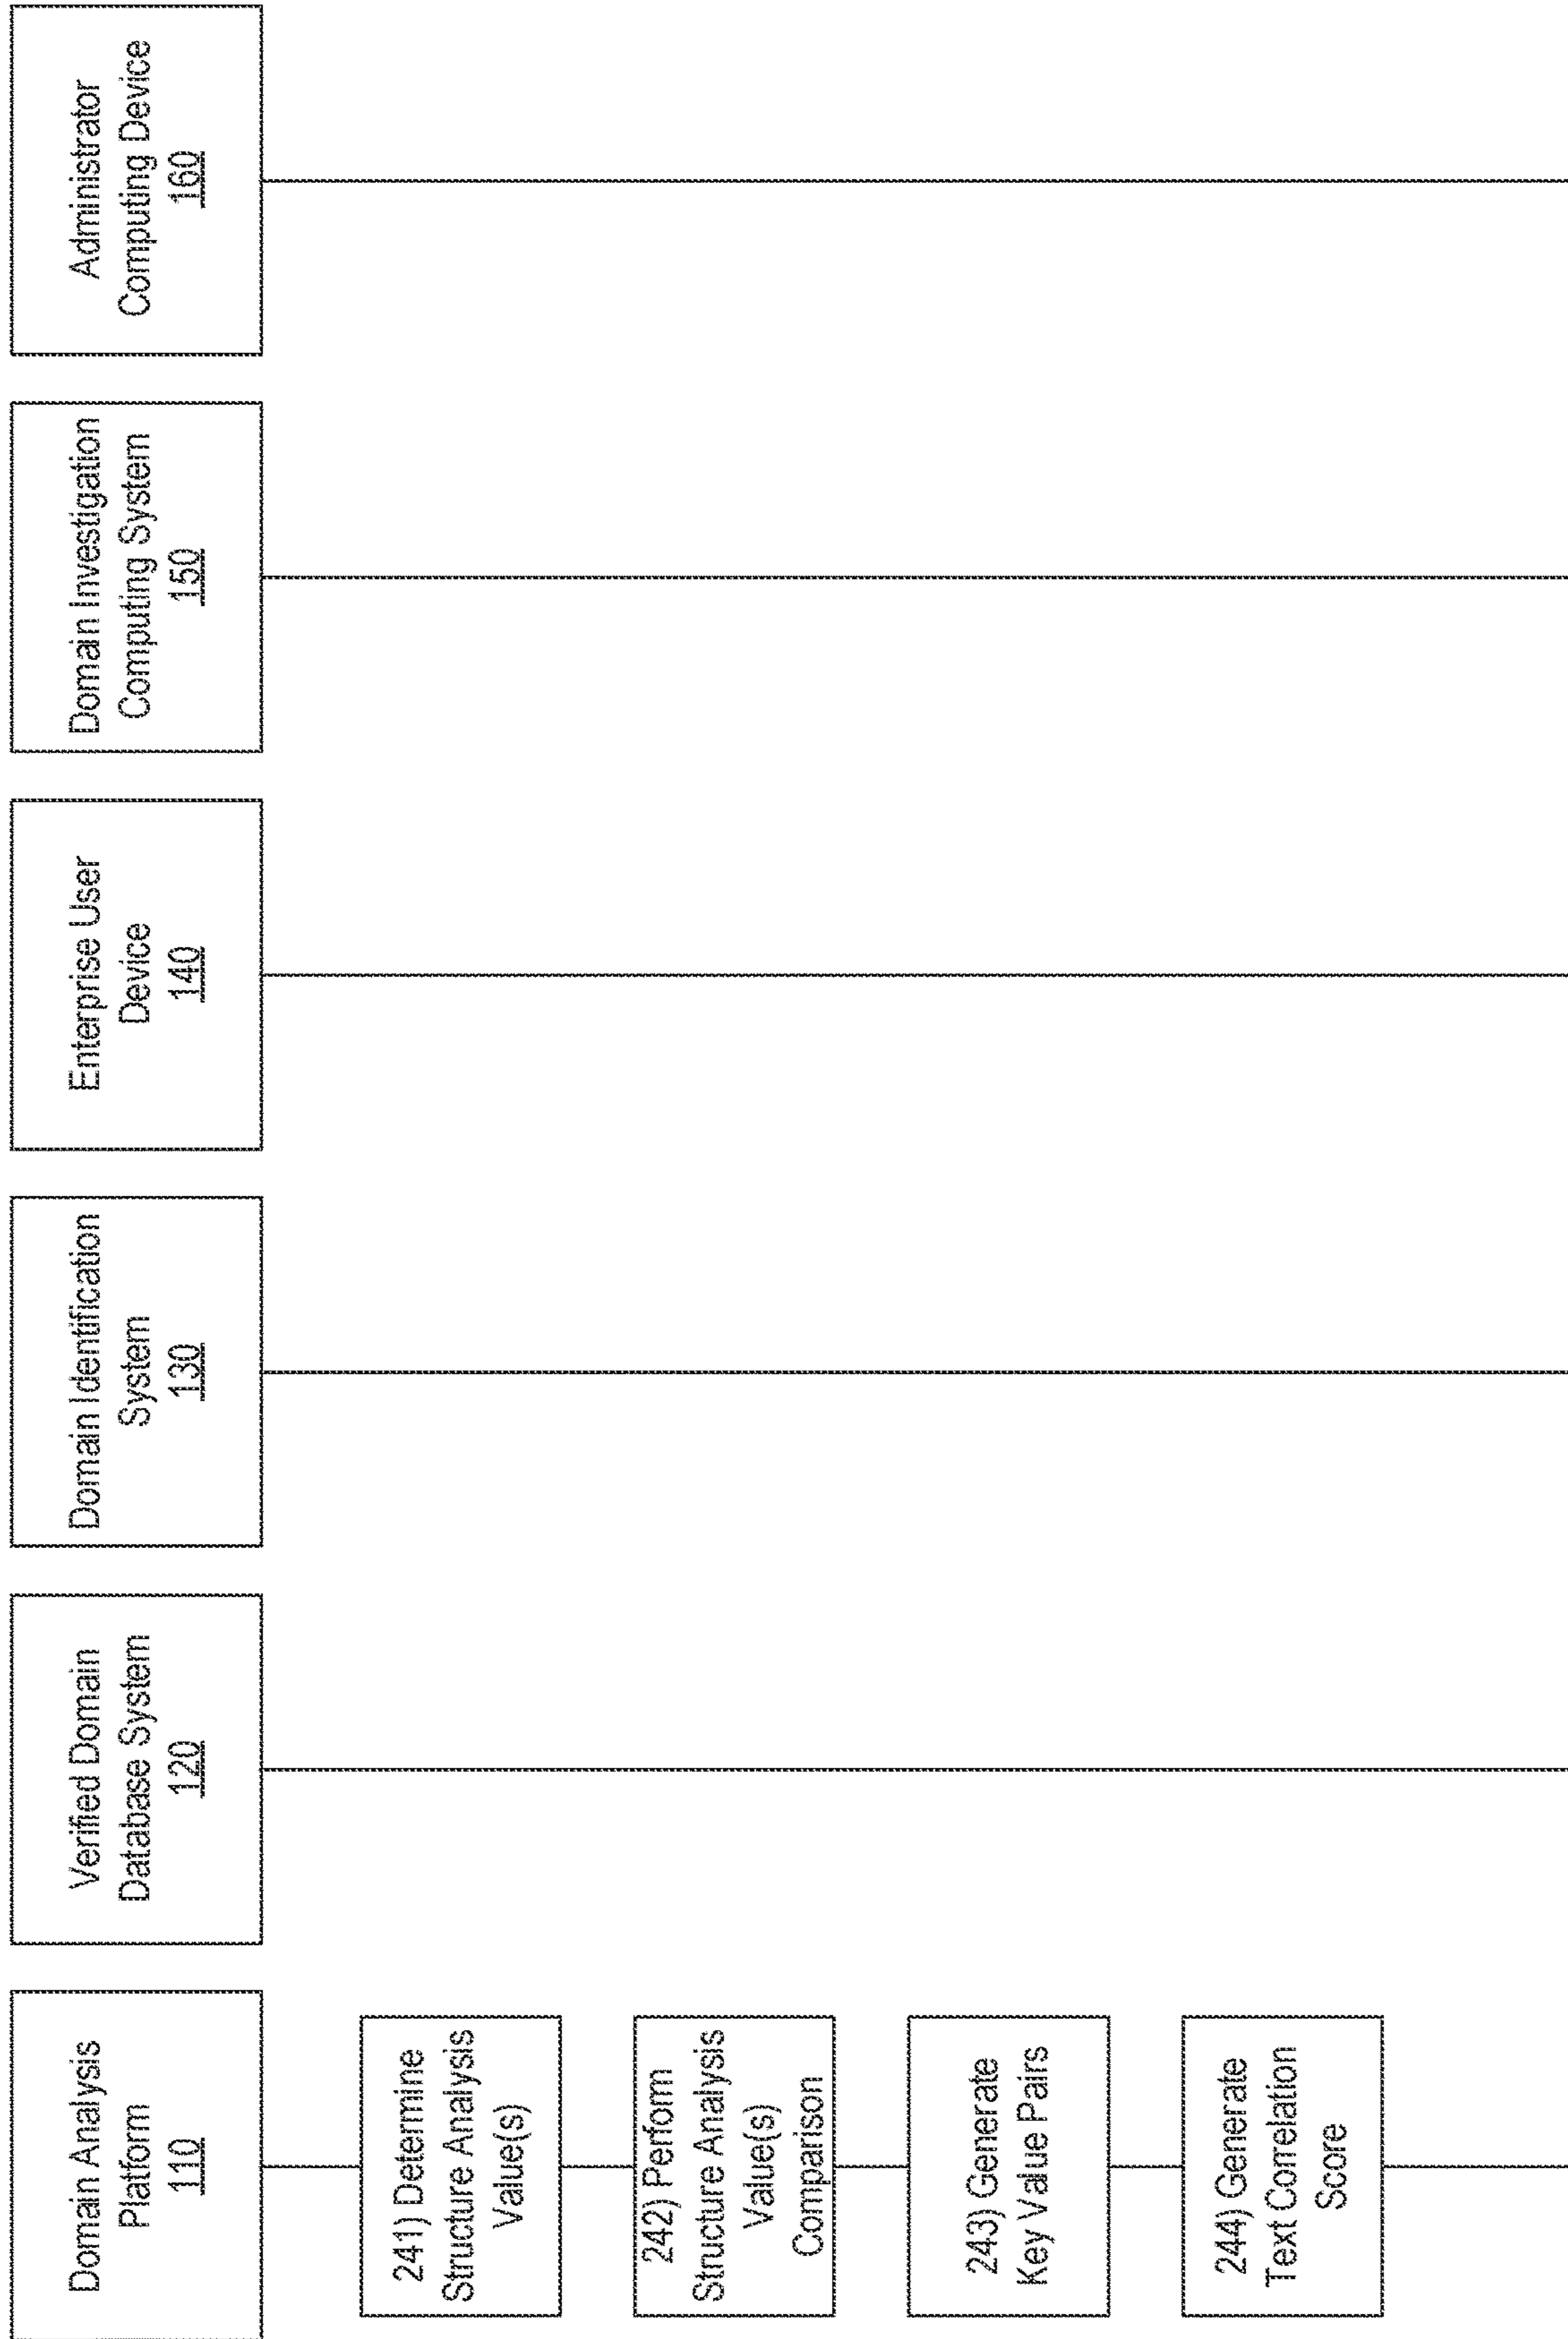 Domain Analysis
Platform
110
Verified Domain
Database System
120
Domain Identification
System
130
Enterprise User
Device
140
Domain Investigation
Computing System
150
Administrator
Computing Device
160
241) Determine
Structure Analysis
Value(s)
242) Perform
Structure Analysis
Value(s)
Comparison
243) Generate
Key Value Pairs
244) Generate
Text Correlation
Score